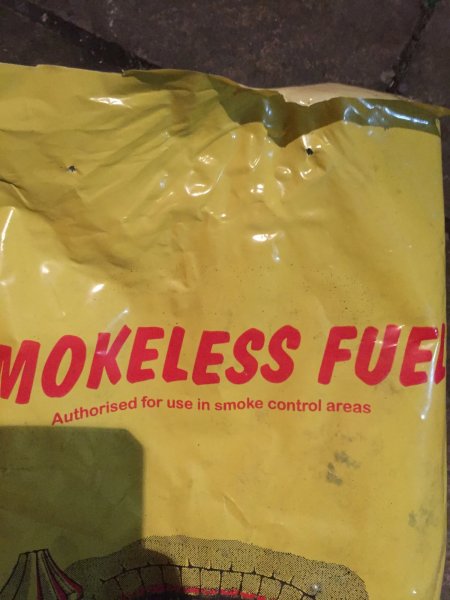 MOKELESS FUEL
Authorised for use in smoke control areas